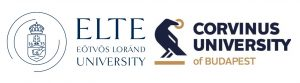 ELTE
EÖTVÖS LORÁND
UNIVERSITY
CORVINUS
UNIVERSITY
of BUDAPEST